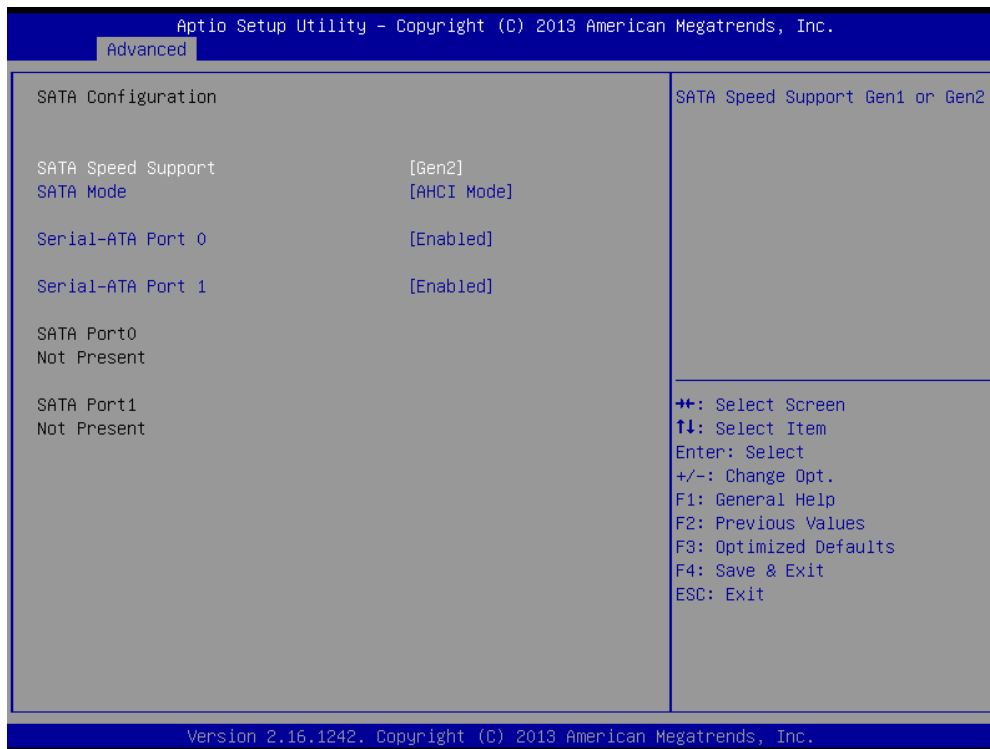 Aptio Setup Utility – Copyright (C) 2013 American Megatrends, Inc.
Advanced
SATA Configuration
SATA Speed Support [Gen2]
SATA Mode [AHCI Mode]
Serial-ATA Port 0 [Enabled]
Serial-ATA Port 1 [Enabled]
SATA Port0
Not Present
SATA Port1
Not Present
SATA Speed Support Gen1 or Gen2
→←: Select Screen
↑↓: Select Item
Enter: Select
+/-: Change Opt.
F1: General Help
F2: Previous Values
F3: Optimized Defaults
F4: Save & Exit
ESC: Exit
Version 2.16.1242. Copyright (C) 2013 American Megatrends, Inc.